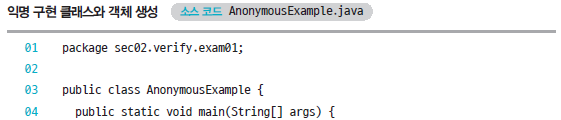 익명 구현 클래스와 객체 생성 소스 코드 AnonymousExample.java
01 package sec02.verify.exam01;
02
03 public class AnonymousExample {
04 public static void main(String[] args) {